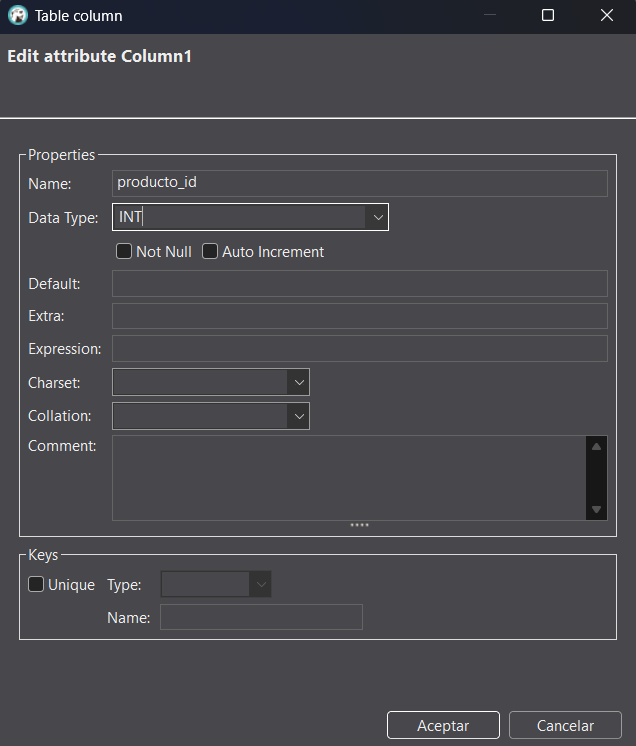 Table column
Edit attribute Column1
Properties
Name: producto_id
Data Type: INT
Not Null Auto Increment
Default:
Extra:
Expression:
Charset:
Collation:
Comment:
Keys
Unique Type:
Name:
Aceptar Cancelar